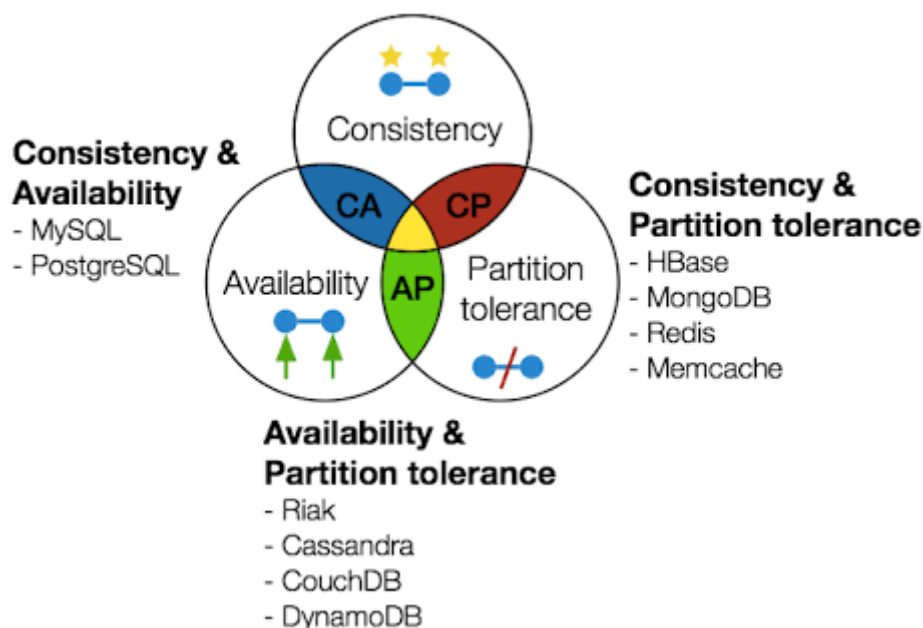 Consistency
Consistency &
Availability
- MySQL
- PostgreSQL
CA
CP
Consistency &
Partition tolerance
- HBase
- MongoDB
- Redis
- Memcache
Availability
AP
Partition
tolerance
Availability &
Partition tolerance
- Riak
- Cassandra
- CouchDB
- DynamoDB